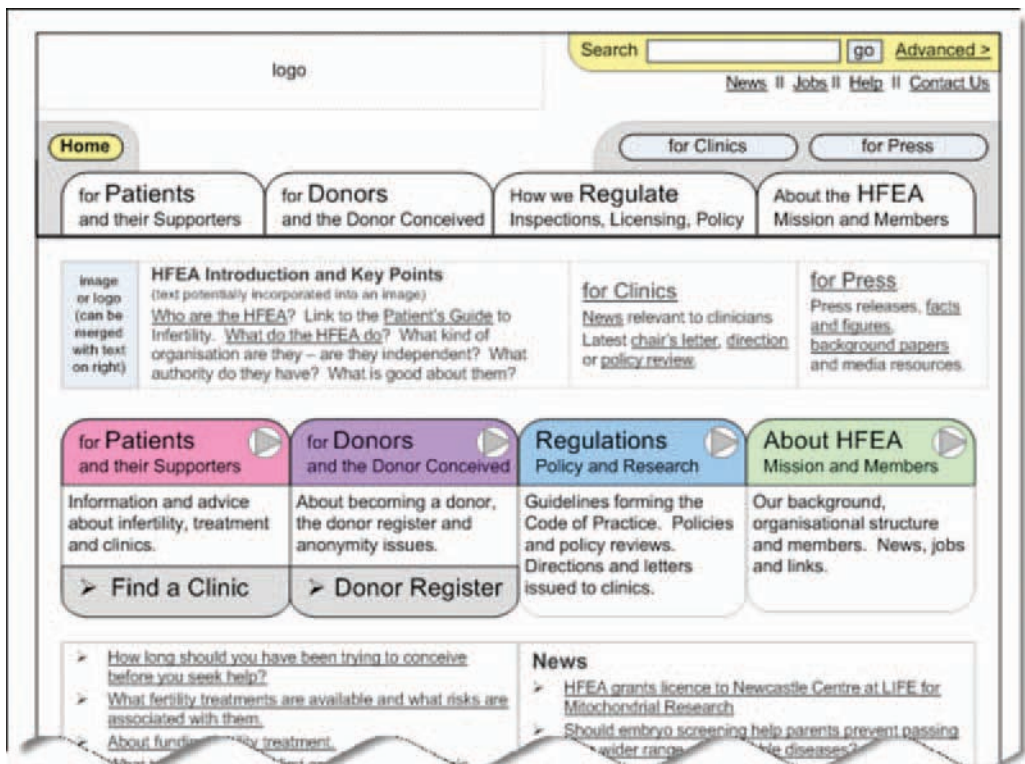 logo
Search go Advanced >
News || Jobs || Help || Contact Us
Home
for Clinics
for Press
for Patients
and their Supporters
for Donors
and the Donor Conceived
How we Regulate
Inspections, Licensing, Policy
About the HFEA
Mission and Members
image
or logo
(can be
merged
with text
on right)
HFEA Introduction and Key Points
(text potentially incorporated into an image)
Who are the HFEA? Link to the Patient's Guide to
Infertility. What do the HFEA do? What kind of
organisation are they – are they independent? What
authority do they have? What is good about them?
for Clinics
News relevant to clinicians
Latest chair's letter, direction
or policy review.
for Press
Press releases, facts
and figures,
background papers
and media resources.
for Patients
and their Supporters
Information and advice
about infertility, treatment
and clinics.
➢ Find a Clinic
for Donors
and the Donor Conceived
About becoming a donor,
the donor register and
anonymity issues.
➢ Donor Register
Regulations
Policy and Research
Guidelines forming the
Code of Practice. Policies
and policy reviews.
Directions and letters
issued to clinics.
About HFEA
Mission and Members
Our background,
organisational structure
and members. News, jobs
and links.
➢ How long should you have been trying to conceive
before you seek help?
➢ What fertility treatments are available and what risks are
associated with them.
➢ About treatment.
What
News
➢ HFEA grants licence to Newcastle Centre at LIFE for
Mitochondrial Research
➢ Should embryo screening help parents prevent passing
wider range diseases?